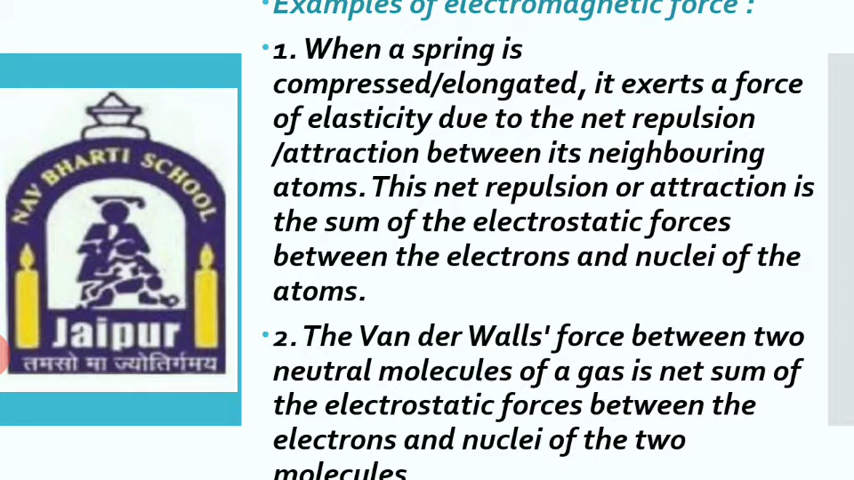 •Examples of electromagnetic force :
•1. When a spring is
compressed/elongated, it exerts a force
of elasticity due to the net repulsion
/attraction between its neighbouring
atoms. This net repulsion or attraction is
the sum of the electrostatic forces
between the electrons and nuclei of the
atoms.
•2. The Van der Walls' force between two
neutral molecules of a gas is net sum of
the electrostatic forces between the
electrons and nuclei of the two
molecules
NAV BHARTI SCHOOL
Jaipur
तमसो मा ज्योतिर्गमय